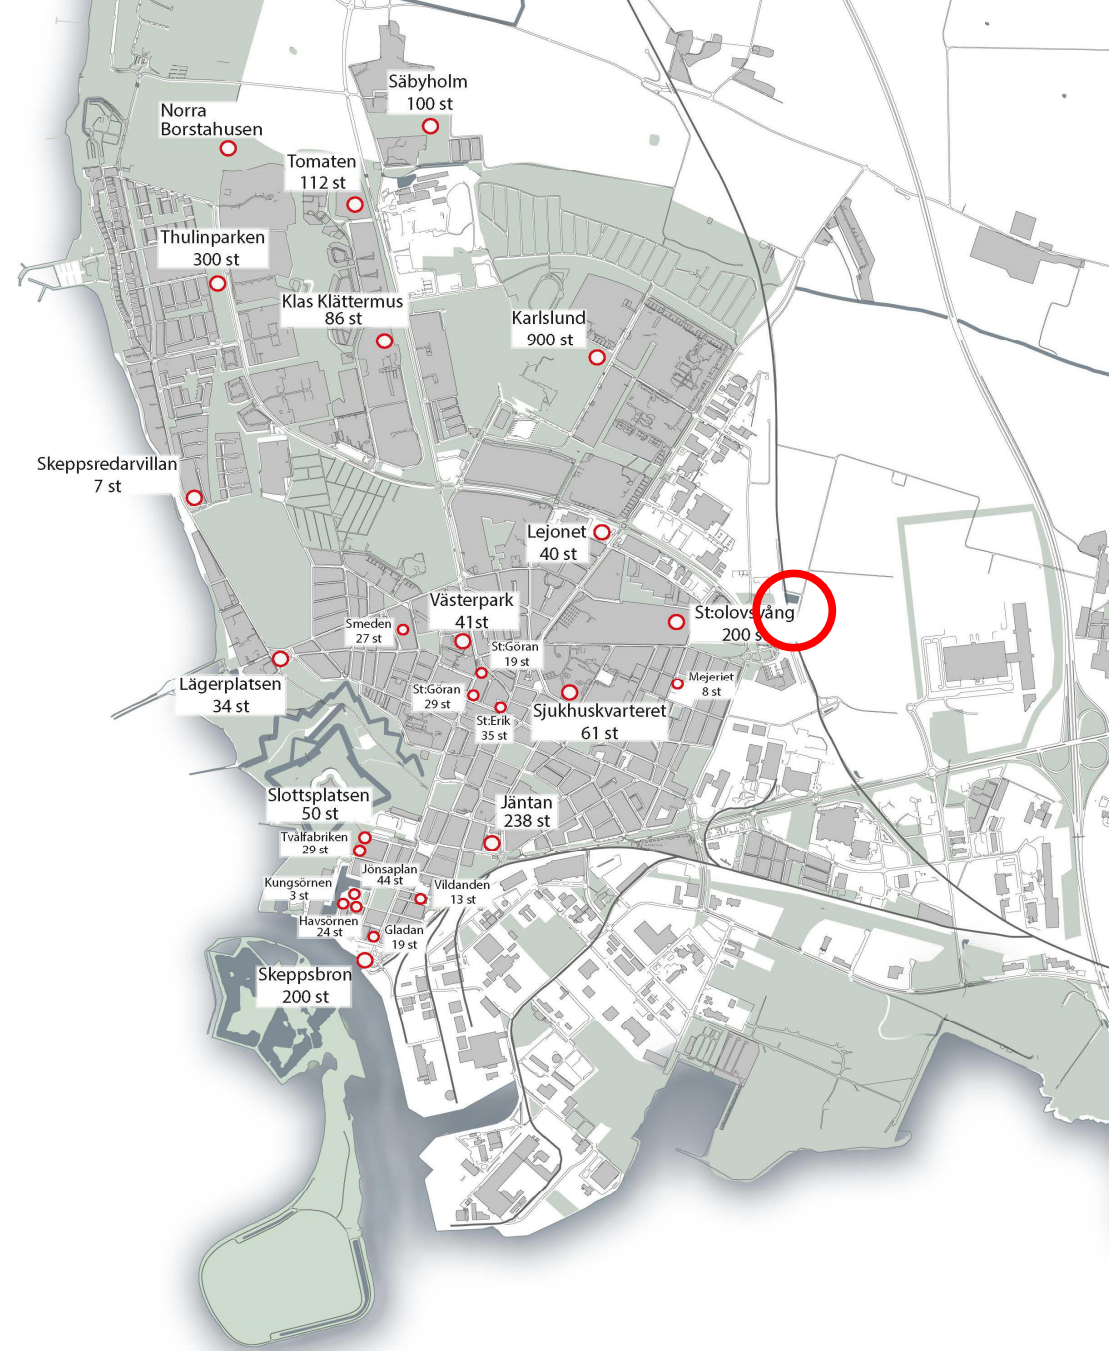 Säbyholm
100 st
Norra
Borstahusen
Tomaten
112 st
Thulinparken
300 st
Klas Klättermus
86 st
Karlslund
900 st
Skeppsredarvillan
7 st
Lejonet
40 st
Västerpark
41st
St:olovsvång
200 s
Smeden
27 st
St:Göran
19 st
Mejeriet
8 st
Lägerplatsen
34 st
St:Göran
29 st
St:Erik
35 st
Sjukhuskvarteret
61 st
Slottsplatsen
50 st
Jäntan
238 st
Tvålfabriken
29 st
Jönsaplan
44 st
Kungsörnen
3 st
Vildanden
13 st
Havsörnen
24 st
Gladan
19 st
Skeppsbron
200 st